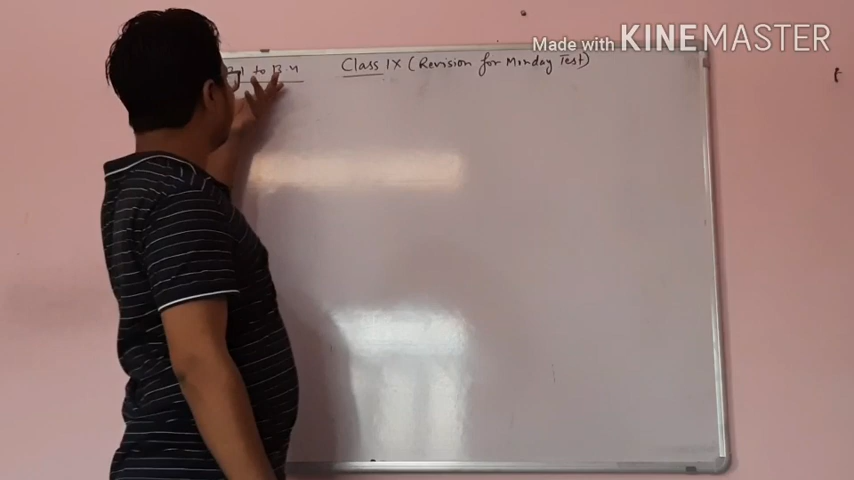 to 13.4 Class IX (Revision for Monday Test)
Made with KINEMASTER